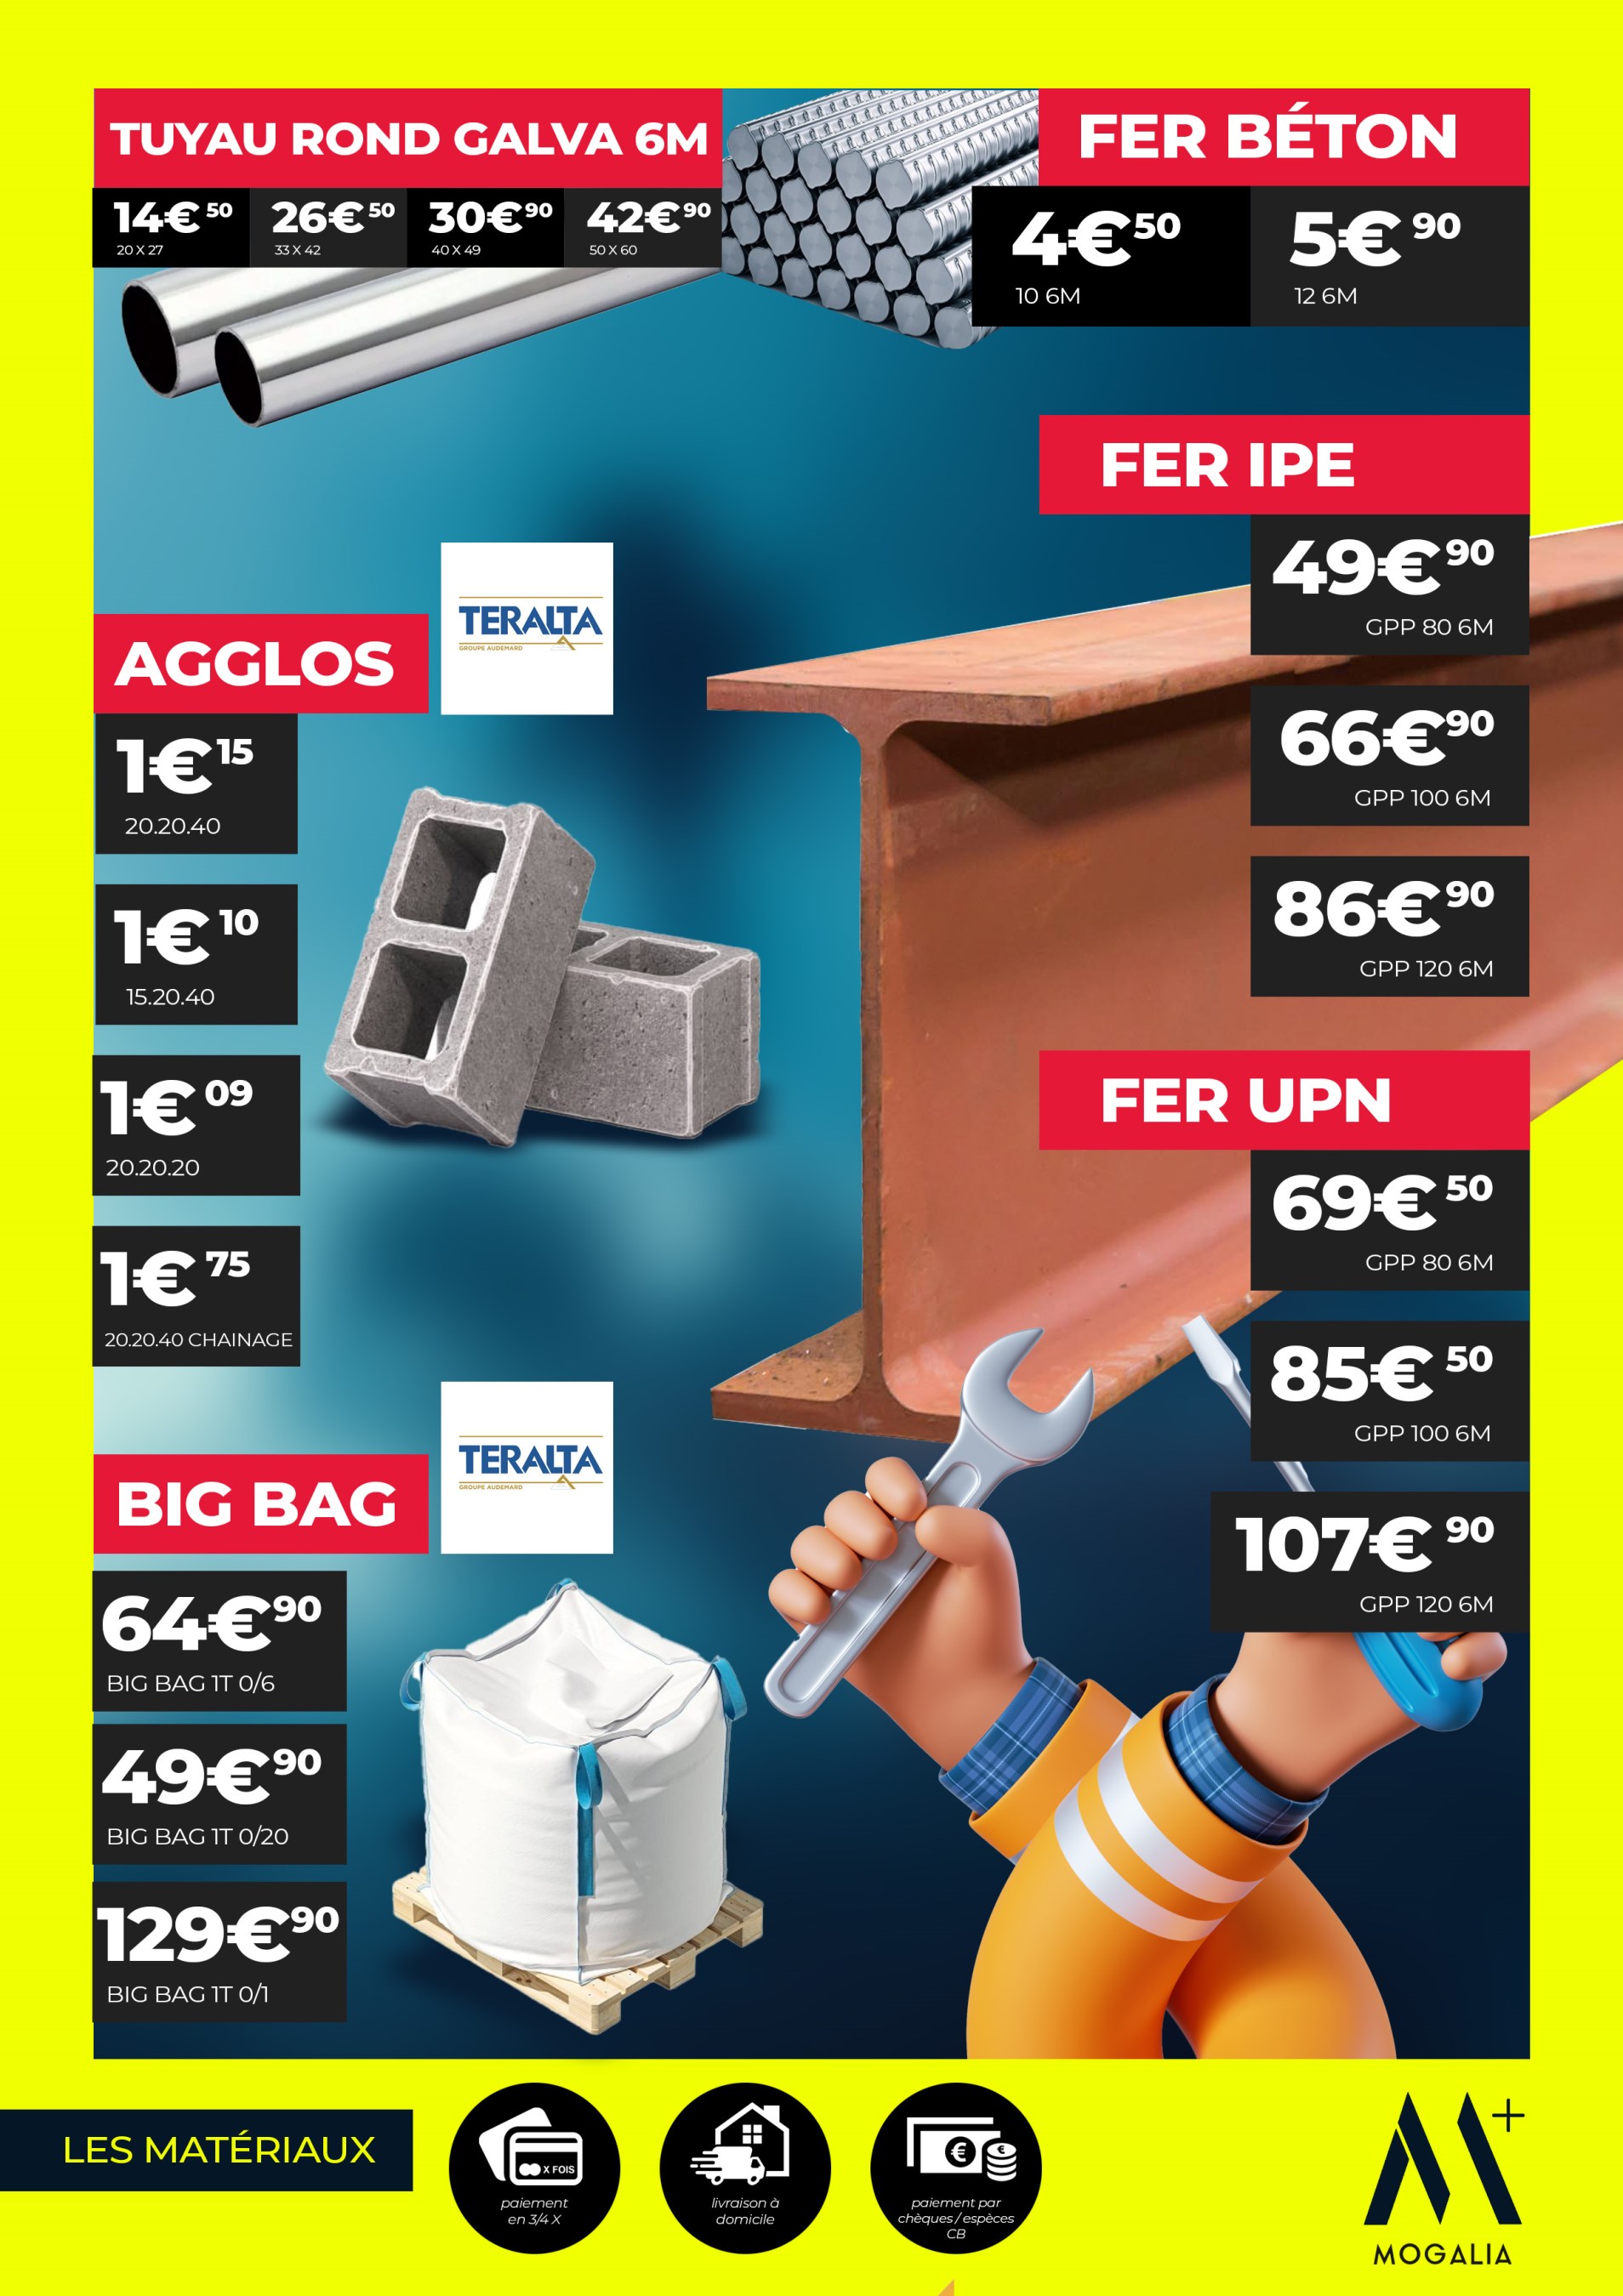 TUYAU ROND GALVA 6M
14€50
20 X 27
26€50
33 X 42
30€90
40 X 49
42€90
50 X 60
FER BÉTON
4€50
10 6M
5€90
12 6M
FER IPE
49€90
GPP 80 6M
66€90
GPP 100 6M
86€90
GPP 120 6M
TERALTA
GROUPE AUDEMARD
AGGLOS
1€15
20.20.40
1€10
15.20.40
1€09
20.20.20
1€75
20.20.40 CHAINAGE
FER UPN
69€50
GPP 80 6M
85€50
GPP 100 6M
107€90
GPP 120 6M
TERALTA
GROUPE AUDEMARD
BIG BAG
64€90
BIG BAG 1T 0/6
49€90
BIG BAG 1T 0/20
129€90
BIG BAG 1T 0/1
LES MATÉRIAUX
X FOIS
paiement
en 3/4 X
livraison à
domicile
€ €
paiement par
chèques / espèces
CB
M+
MOGALIA